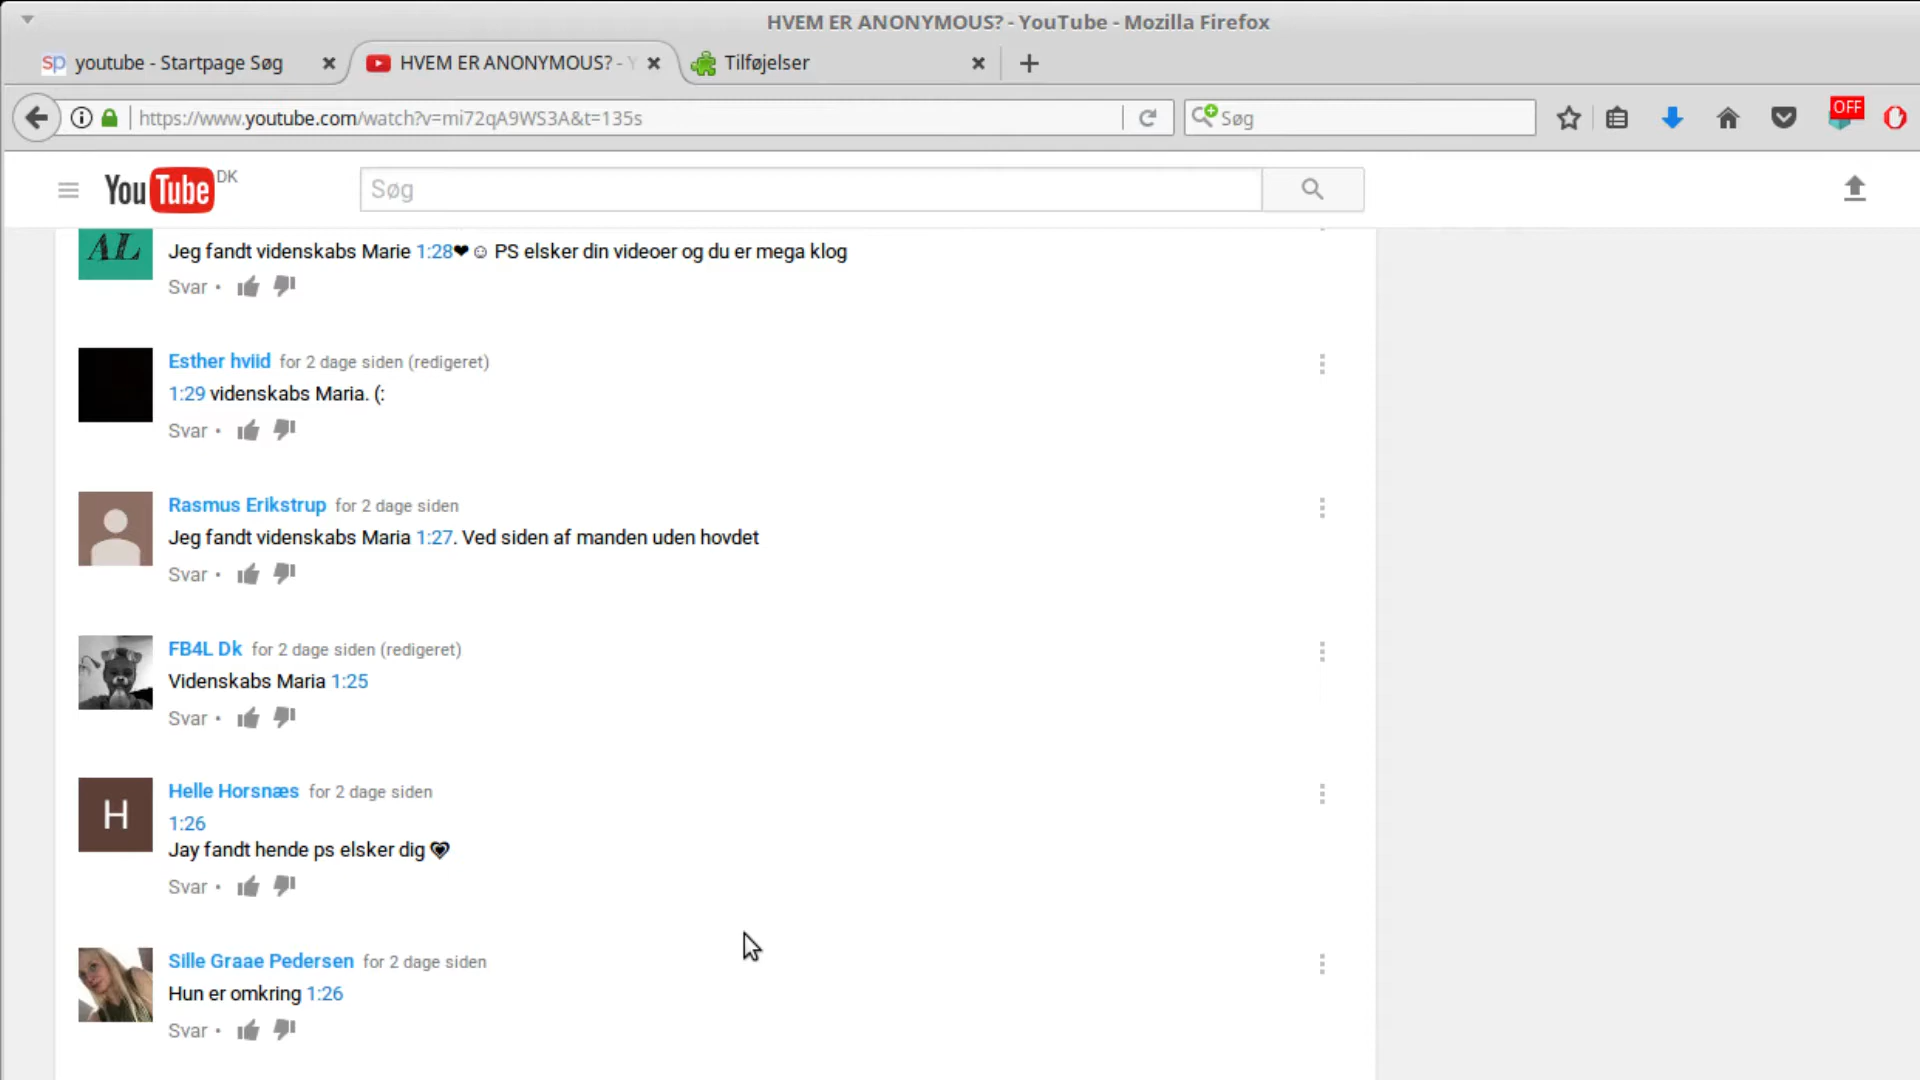 HVEM ER ANONYMOUS? - YouTube - Mozilla Firefox
sp youtube - Startpage Søg
HVEM ER ANONYMOUS? - Y
Tilføjelser
https://www.youtube.com/watch?v=mi72qA9WS3A&t=135s
Søg
OFF
YouTube DK
Søg
AL
Jeg fandt videnskabs Marie 1:28❤ ☺ PS elsker din videoer og du er mega klog
Svar •
Esther hviid for 2 dage siden (redigeret)
1:29 videnskabs Maria. (:
Svar •
Rasmus Erikstrup for 2 dage siden
Jeg fandt videnskabs Maria 1:27. Ved siden af manden uden hovdet
Svar •
FB4L Dk for 2 dage siden (redigeret)
Videnskabs Maria 1:25
Svar •
H
Helle Horsnæs for 2 dage siden
1:26
Jay fandt hende ps elsker dig 💗
Svar •
Sille Graae Pedersen for 2 dage siden
Hun er omkring 1:26
Svar •